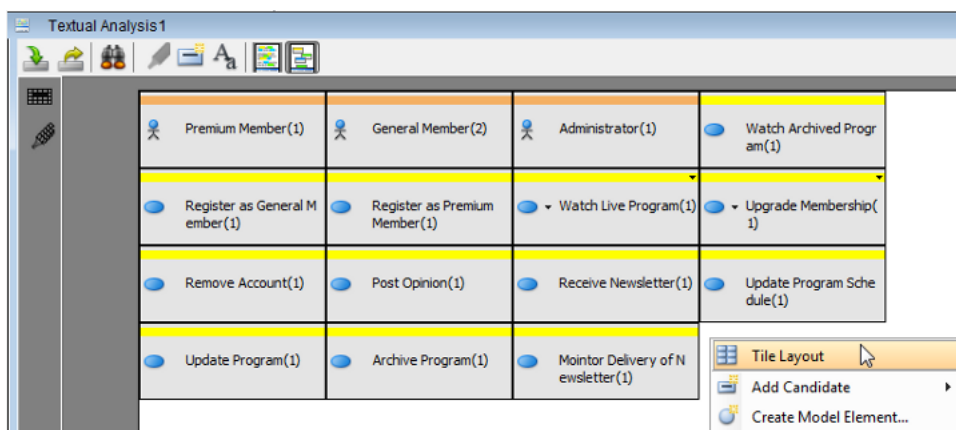 Textual Analysis1
Premium Member(1)
General Member(2)
Administrator(1)
Watch Archived Progr
am(1)
Register as General M
ember(1)
Register as Premium
Member(1)
Watch Live Program(1)
Upgrade Membership(
1)
Remove Account(1)
Post Opinion(1)
Receive Newsletter(1)
Update Program Sche
dule(1)
Update Program(1)
Archive Program(1)
Mointor Delivery of N
ewsletter(1)
Tile Layout
Add Candidate
Create Model Element...